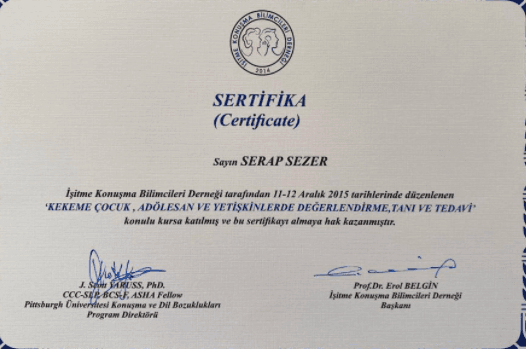 İŞİTME KONUŞMA BİLİMCİLERİ DERNEĞİ
2014
SERTİFİKA
(Certificate)
Sayın SERAP SEZER
İşitme Konuşma Bilimcileri Derneği tarafından 11-12 Aralık 2015 tarihlerinde düzenlenen
‘KEKEME ÇOCUK , ADÖLESAN VE YETİŞKİNLERDE DEĞERLENDİRME,TANI VE TEDAVİ’
konulu kursa katılmış ve bu sertifikayı almaya hak kazanmıştır.
J. Scott YARUSS, PhD.
CCC-SLP, BCS-F, ASHA Fellow
Pittsburgh Üniversitesi Konuşma ve Dil Bozuklukları
Program Direktörü
Prof.Dr. Erol BELGİN
İşitme Konuşma Bilimcileri Derneği
Başkanı